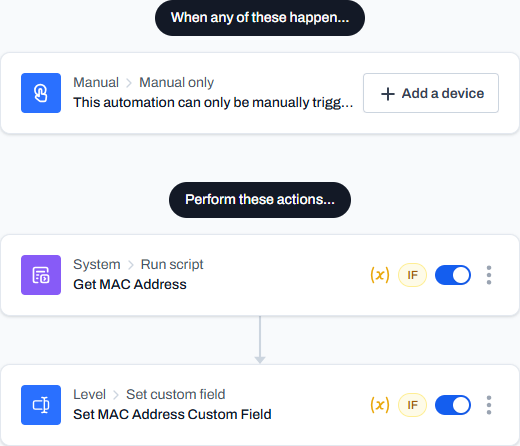 When any of these happen...
Manual > Manual only
This automation can only be manually trigg...
+ Add a device
Perform these actions...
System > Run script
Get MAC Address
(x) IF
Level > Set custom field
Set MAC Address Custom Field
(x) IF